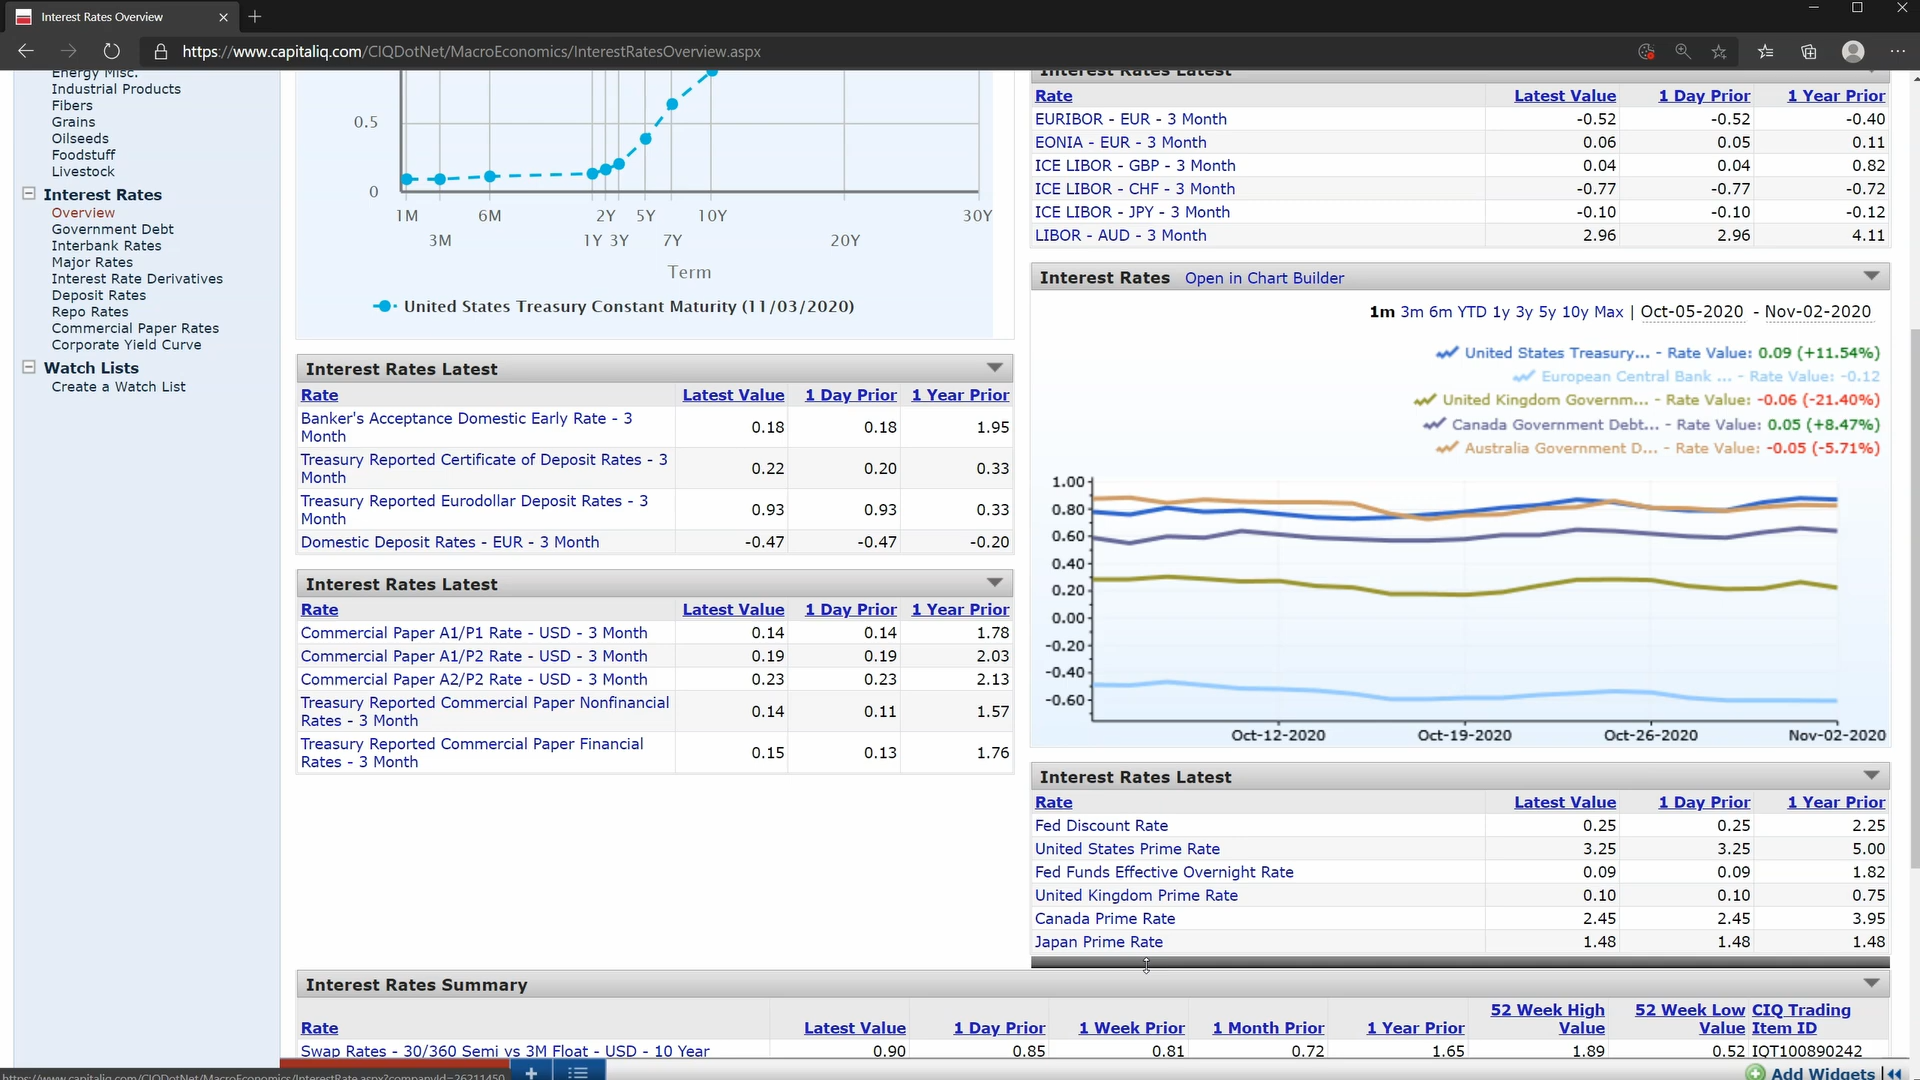 Interest Rates Overview
https://www.capitaliq.com/CIQDotNet/MacroEconomics/InterestRatesOverview.aspx
Energy Misc.
Industrial Products
Fibers
Grains
Oilseeds
Foodstuff
Livestock
Interest Rates
Overview
Government Debt
Interbank Rates
Major Rates
Interest Rate Derivatives
Deposit Rates
Repo Rates
Commercial Paper Rates
Corporate Yield Curve
Watch Lists
Create a Watch List
0.5
0
1M 6M 2Y 5Y 10Y 30Y
3M 1Y 3Y 7Y 20Y
Term
United States Treasury Constant Maturity (11/03/2020)
Interest Rates Latest
Rate Latest Value 1 Day Prior 1 Year Prior
Banker's Acceptance Domestic Early Rate - 3
Month 0.18 0.18 1.95
Treasury Reported Certificate of Deposit Rates - 3
Month 0.22 0.20 0.33
Treasury Reported Eurodollar Deposit Rates - 3
Month 0.93 0.93 0.33
Domestic Deposit Rates - EUR - 3 Month -0.47 -0.47 -0.20
Interest Rates Latest
Rate Latest Value 1 Day Prior 1 Year Prior
Commercial Paper A1/P1 Rate - USD - 3 Month 0.14 0.14 1.78
Commercial Paper A1/P2 Rate - USD - 3 Month 0.19 0.19 2.03
Commercial Paper A2/P2 Rate - USD - 3 Month 0.23 0.23 2.13
Treasury Reported Commercial Paper Nonfinancial
Rates - 3 Month 0.14 0.11 1.57
Treasury Reported Commercial Paper Financial
Rates - 3 Month 0.15 0.13 1.76
Interest Rates Latest
Rate Latest Value 1 Day Prior 1 Year Prior
EURIBOR - EUR - 3 Month -0.52 -0.52 -0.40
EONIA - EUR - 3 Month 0.06 0.05 0.11
ICE LIBOR - GBP - 3 Month 0.04 0.04 0.82
ICE LIBOR - CHF - 3 Month -0.77 -0.77 -0.72
ICE LIBOR - JPY - 3 Month -0.10 -0.10 -0.12
LIBOR - AUD - 3 Month 2.96 2.96 4.11
Interest Rates Open in Chart Builder
1m 3m 6m YTD 1y 3y 5y 10y Max | Oct-05-2020 - Nov-02-2020
United States Treasury... - Rate Value: 0.09 (+11.54%)
European Central Bank ... - Rate Value: -0.12
United Kingdom Governm... - Rate Value: -0.06 (-21.40%)
Canada Government Debt... - Rate Value: 0.05 (+8.47%)
Australia Government D... - Rate Value: -0.05 (-5.71%)
1.00
0.80
0.60
0.40
0.20
0.00
-0.20
-0.40
-0.60
Oct-12-2020 Oct-19-2020 Oct-26-2020 Nov-02-2020
Interest Rates Latest
Rate Latest Value 1 Day Prior 1 Year Prior
Fed Discount Rate 0.25 0.25 2.25
United States Prime Rate 3.25 3.25 5.00
Fed Funds Effective Overnight Rate 0.09 0.09 1.82
United Kingdom Prime Rate 0.10 0.10 0.75
Canada Prime Rate 2.45 2.45 3.95
Japan Prime Rate 1.48 1.48 1.48
Interest Rates Summary
Rate Latest Value 1 Day Prior 1 Week Prior 1 Month Prior 1 Year Prior 52 Week High Value 52 Week Low Value CIQ Trading Item ID
Swap Rates - 30/360 Semi vs 3M Float - USD - 10 Year 0.90 0.85 0.81 0.72 1.65 1.89 0.52 IQT100890242
https://www.capitaliq.com/CIQDotNet/MacroEconomics/InterestRate.aspx?companyId=26211450
Add Widgets